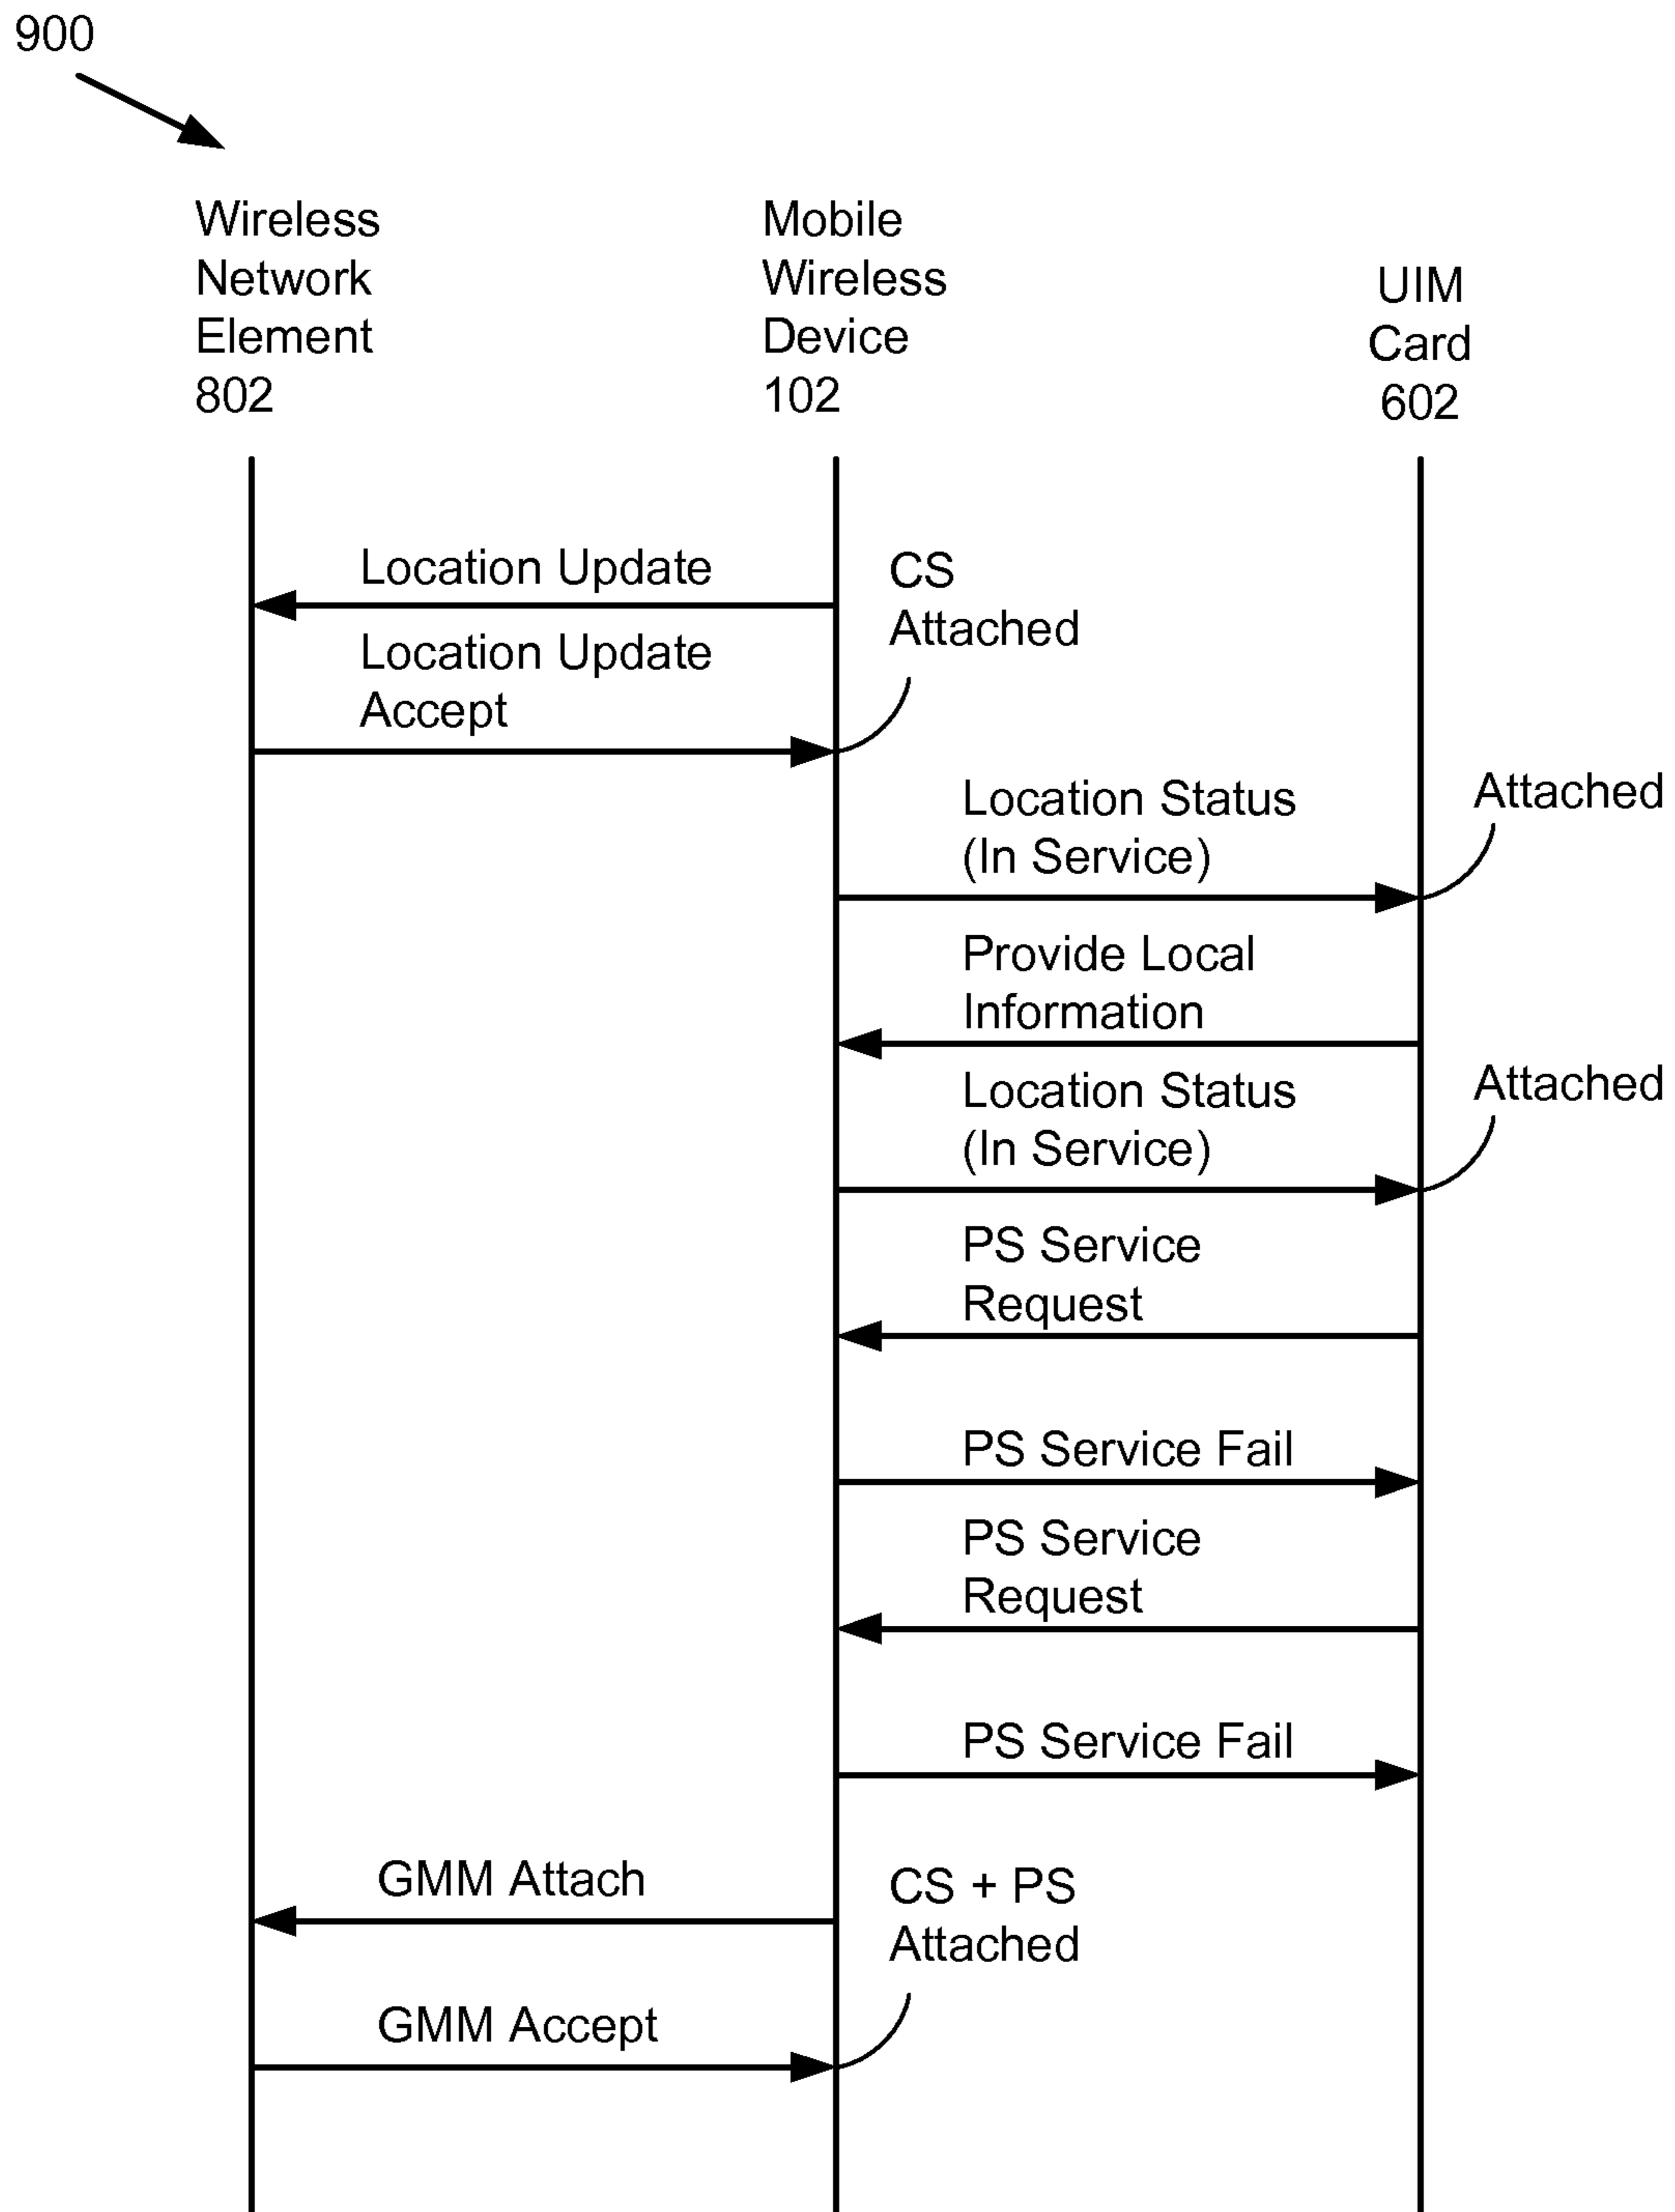 900
Wireless
Network
Element
802
Mobile
Wireless
Device
102
UIM
Card
602
Location Update
CS
Attached
Location Update
Accept
Location Status
(In Service)
Attached
Provide Local
Information
Location Status
(In Service)
Attached
PS Service
Request
PS Service Fail
PS Service
Request
PS Service Fail
GMM Attach
CS + PS
Attached
GMM Accept